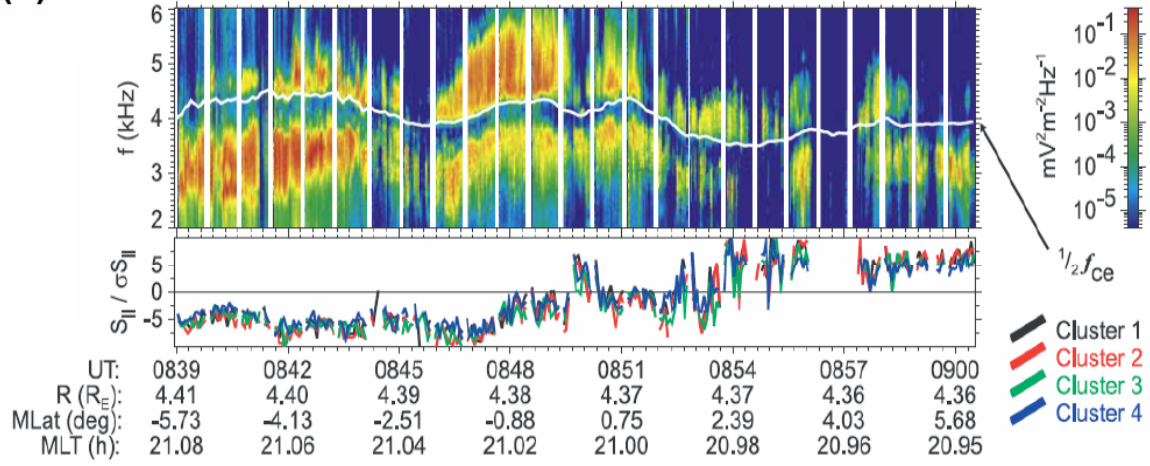 6
5
4
3
2
f (kHz)
10-1
10-2
10-3
10-4
10-5
mV2m-2Hz-1
1/2 fCE
5
0
-5
SII / σSII
Cluster 1
Cluster 2
Cluster 3
Cluster 4
UT: 0839 0842 0845 0848 0851 0854 0857 0900
R (RE): 4.41 4.40 4.39 4.38 4.37 4.37 4.36 4.36
MLat (deg): -5.73 -4.13 -2.51 -0.88 0.75 2.39 4.03 5.68
MLT (h): 21.08 21.06 21.04 21.02 21.00 20.98 20.96 20.95